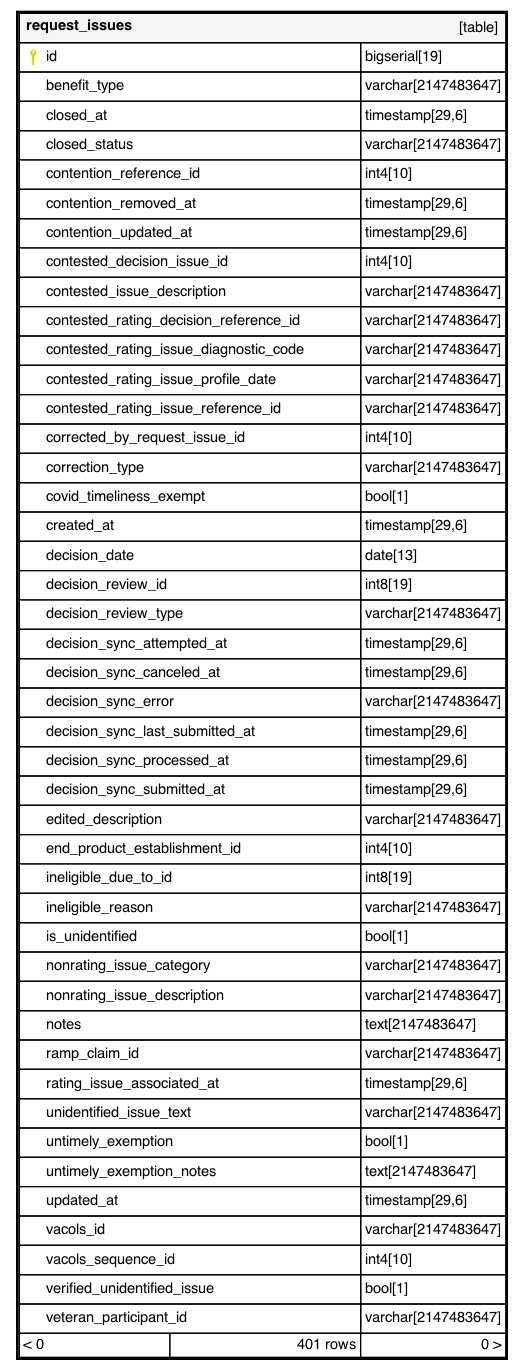 request_issues [table]
id bigserial[19]
benefit_type varchar[2147483647]
closed_at timestamp[29,6]
closed_status varchar[2147483647]
contention_reference_id int4[10]
contention_removed_at timestamp[29,6]
contention_updated_at timestamp[29,6]
contested_decision_issue_id int4[10]
contested_issue_description varchar[2147483647]
contested_rating_decision_reference_id varchar[2147483647]
contested_rating_issue_diagnostic_code varchar[2147483647]
contested_rating_issue_profile_date varchar[2147483647]
contested_rating_issue_reference_id varchar[2147483647]
corrected_by_request_issue_id int4[10]
correction_type varchar[2147483647]
covid_timeliness_exempt bool[1]
created_at timestamp[29,6]
decision_date date[13]
decision_review_id int8[19]
decision_review_type varchar[2147483647]
decision_sync_attempted_at timestamp[29,6]
decision_sync_canceled_at timestamp[29,6]
decision_sync_error varchar[2147483647]
decision_sync_last_submitted_at timestamp[29,6]
decision_sync_processed_at timestamp[29,6]
decision_sync_submitted_at timestamp[29,6]
edited_description varchar[2147483647]
end_product_establishment_id int4[10]
ineligible_due_to_id int8[19]
ineligible_reason varchar[2147483647]
is_unidentified bool[1]
nonrating_issue_category varchar[2147483647]
nonrating_issue_description varchar[2147483647]
notes text[2147483647]
ramp_claim_id varchar[2147483647]
rating_issue_associated_at timestamp[29,6]
unidentified_issue_text varchar[2147483647]
untimely_exemption bool[1]
untimely_exemption_notes text[2147483647]
updated_at timestamp[29,6]
vacols_id varchar[2147483647]
vacols_sequence_id int4[10]
verified_unidentified_issue bool[1]
veteran_participant_id varchar[2147483647]
< 0 401 rows 0 >